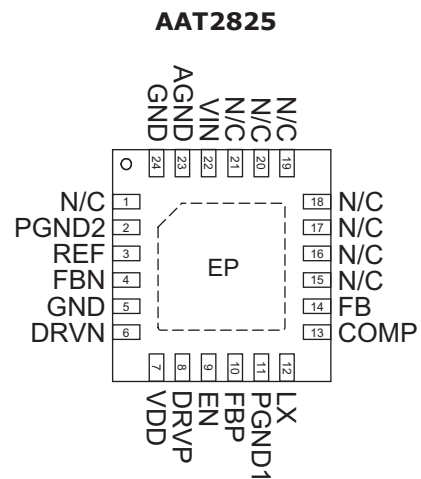 AAT2825
GND
AGND
VIN
N/C
N/C
N/C
24
23
22
21
20
19
N/C 1
PGND2 2
REF 3
FBN 4
GND 5
DRVN 6
EP
18 N/C
17 N/C
16 N/C
15 N/C
14 FB
13 COMP
7
8
9
10
11
12
VDD
DRVP
EN
FBP
PGND1
LX